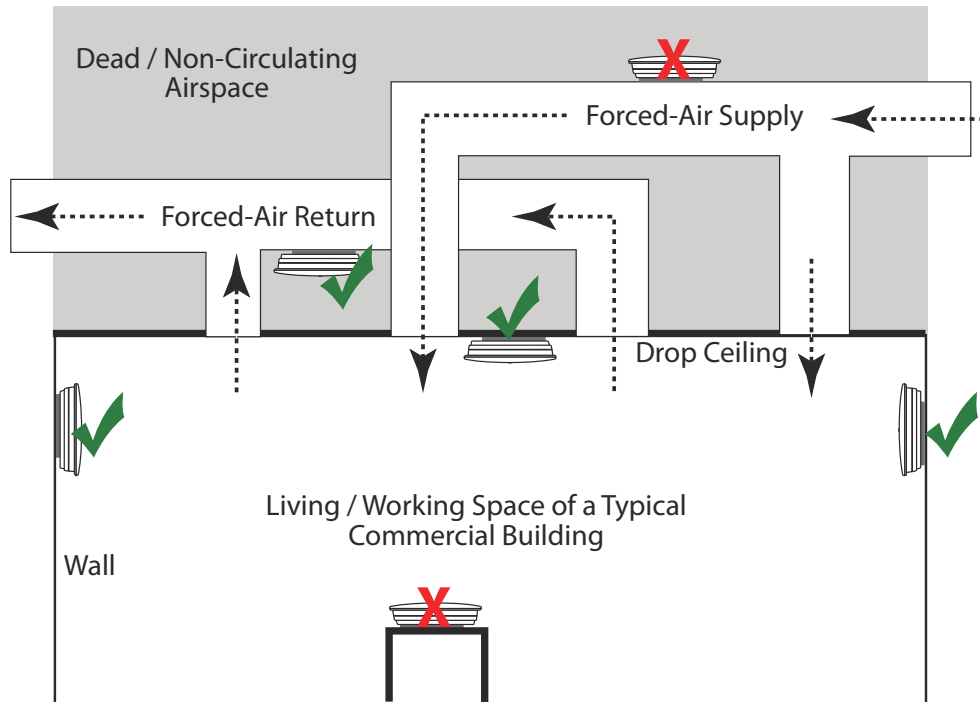 Dead / Non-Circulating
Airspace
X
Forced-Air Supply
Forced-Air Return
Drop Ceiling
Living / Working Space of a Typical
Commercial Building
Wall
X